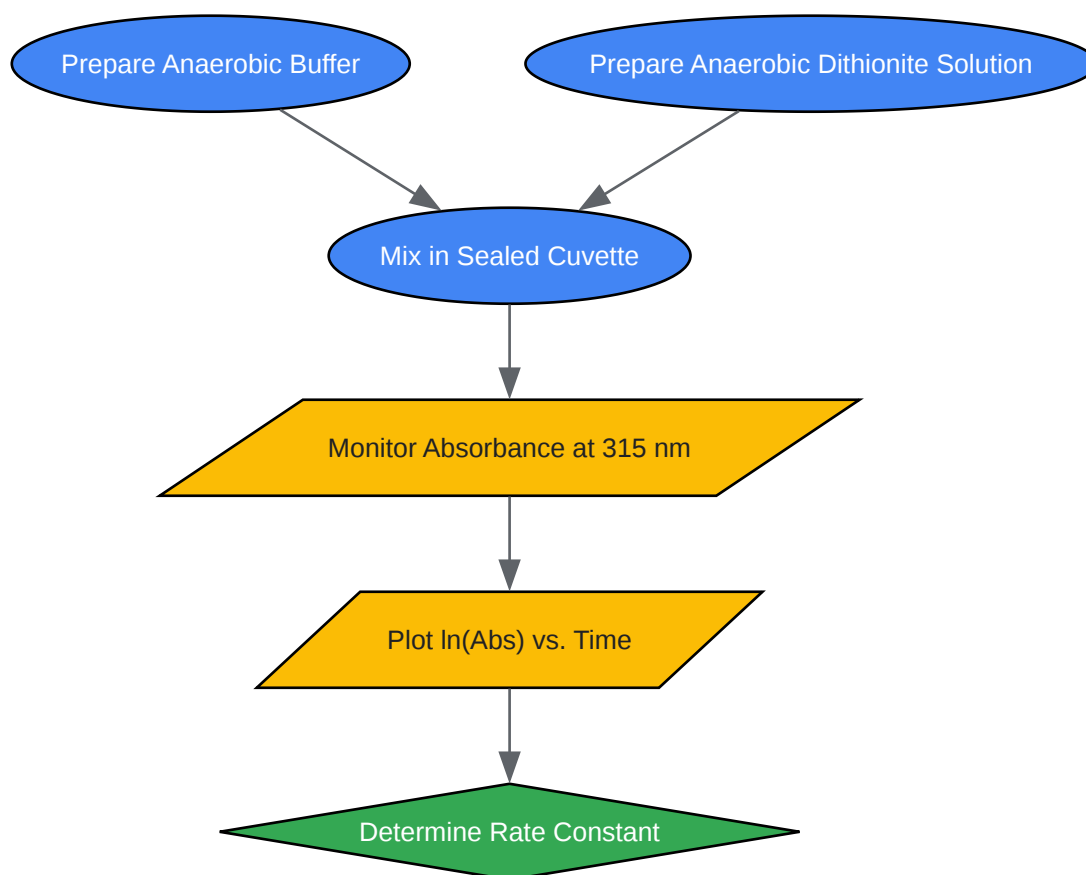 Prepare Anaerobic Buffer
Prepare Anaerobic Dithionite Solution
Mix in Sealed Cuvette
Monitor Absorbance at 315 nm
Plot ln(Abs) vs. Time
Determine Rate Constant